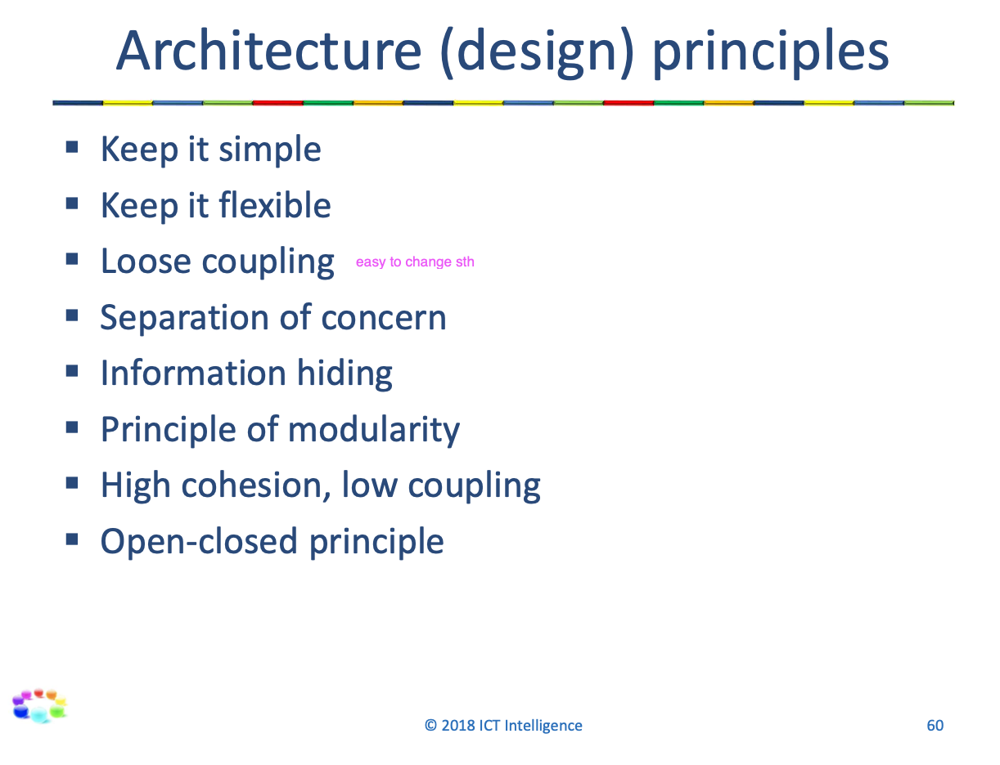 Architecture (design) principles
▪ Keep it simple
▪ Keep it flexible
▪ Loose coupling easy to change sth
▪ Separation of concern
▪ Information hiding
▪ Principle of modularity
▪ High cohesion, low coupling
▪ Open-closed principle
© 2018 ICT Intelligence 60